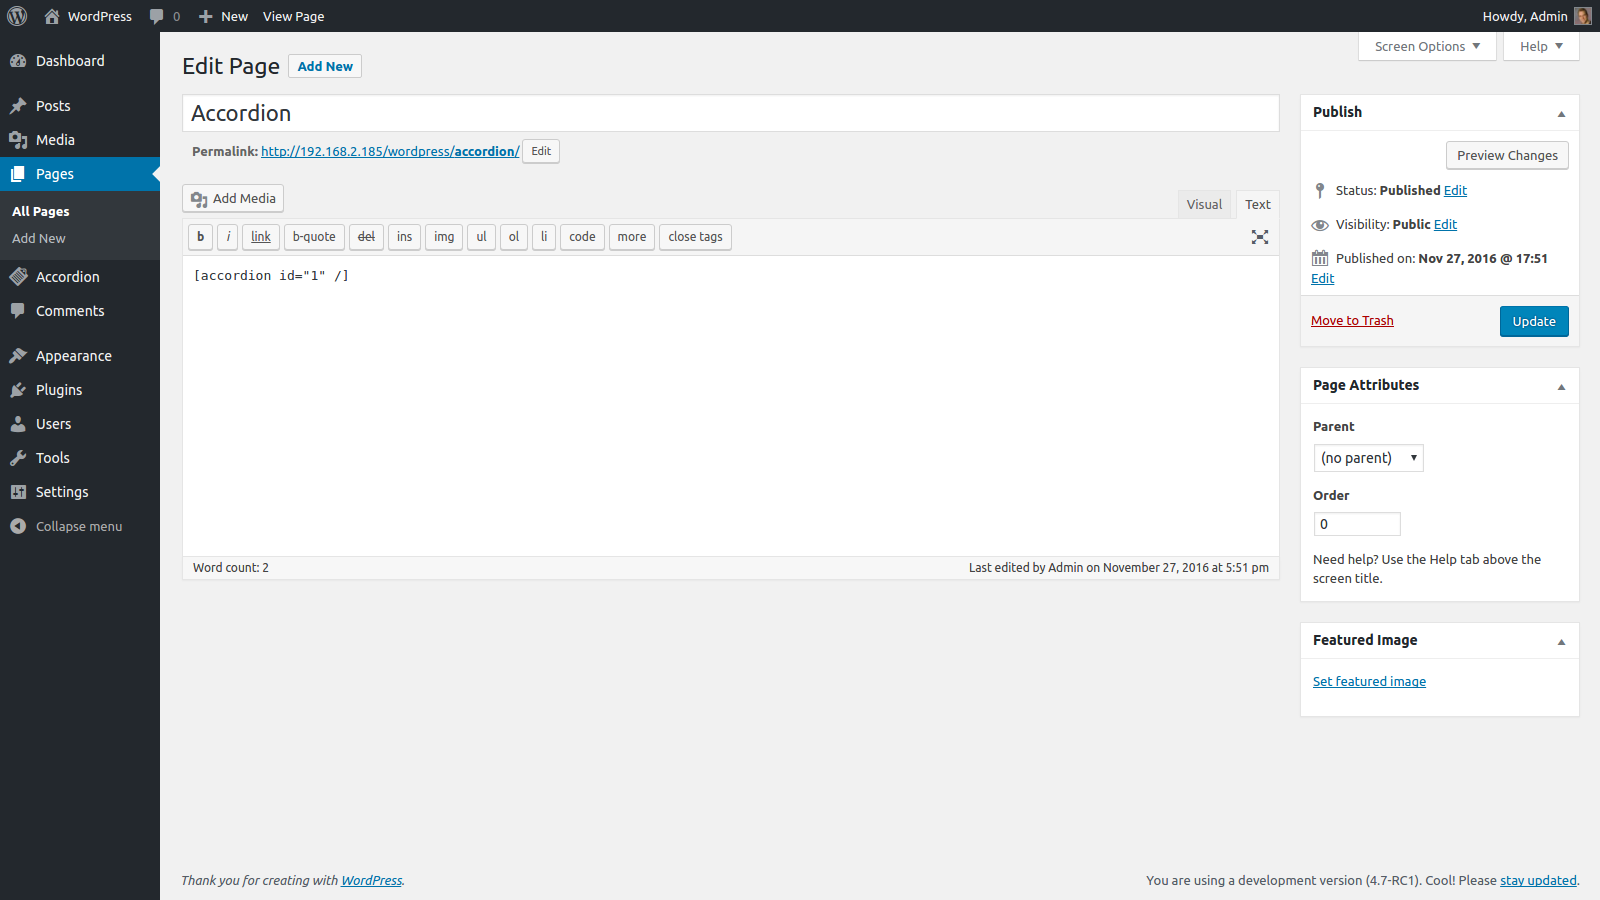 WordPress 0 New View Page Howdy, Admin
Dashboard
Posts
Media
Pages
All Pages
Add New
Accordion
Comments
Appearance
Plugins
Users
Tools
Settings
Collapse menu
Screen Options Help
Edit Page Add New
Accordion
Permalink: http://192.168.2.185/wordpress/accordion/ Edit
Add Media
Visual Text
b i link b-quote del ins img ul ol li code more close tags
[accordion id="1" /]
Word count: 2 Last edited by Admin on November 27, 2016 at 5:51 pm
Publish
Preview Changes
Status: Published Edit
Visibility: Public Edit
Published on: Nov 27, 2016 @ 17:51
Edit
Move to Trash Update
Page Attributes
Parent
(no parent)
Order
0
Need help? Use the Help tab above the
screen title.
Featured Image
Set featured image
Thank you for creating with WordPress. You are using a development version (4.7-RC1). Cool! Please stay updated.